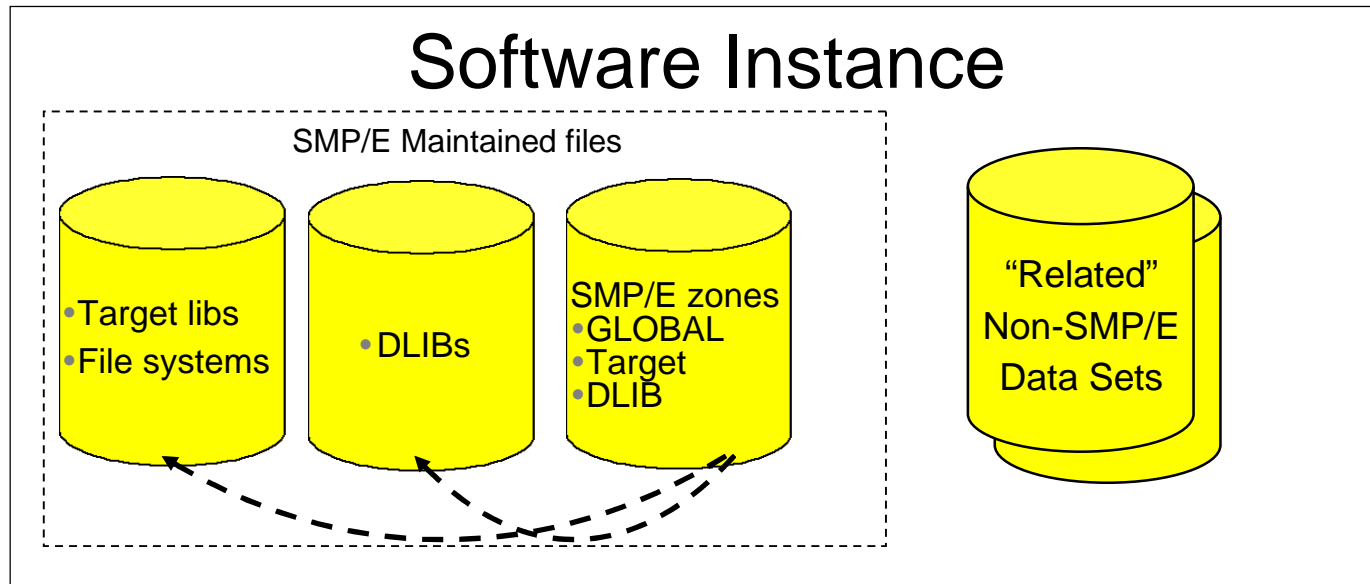 Software Instance
SMP/E Maintained files
•Target libs
•File systems
•DLIBs
SMP/E zones
•GLOBAL
•Target
•DLIB
“Related”
Non-SMP/E
Data Sets